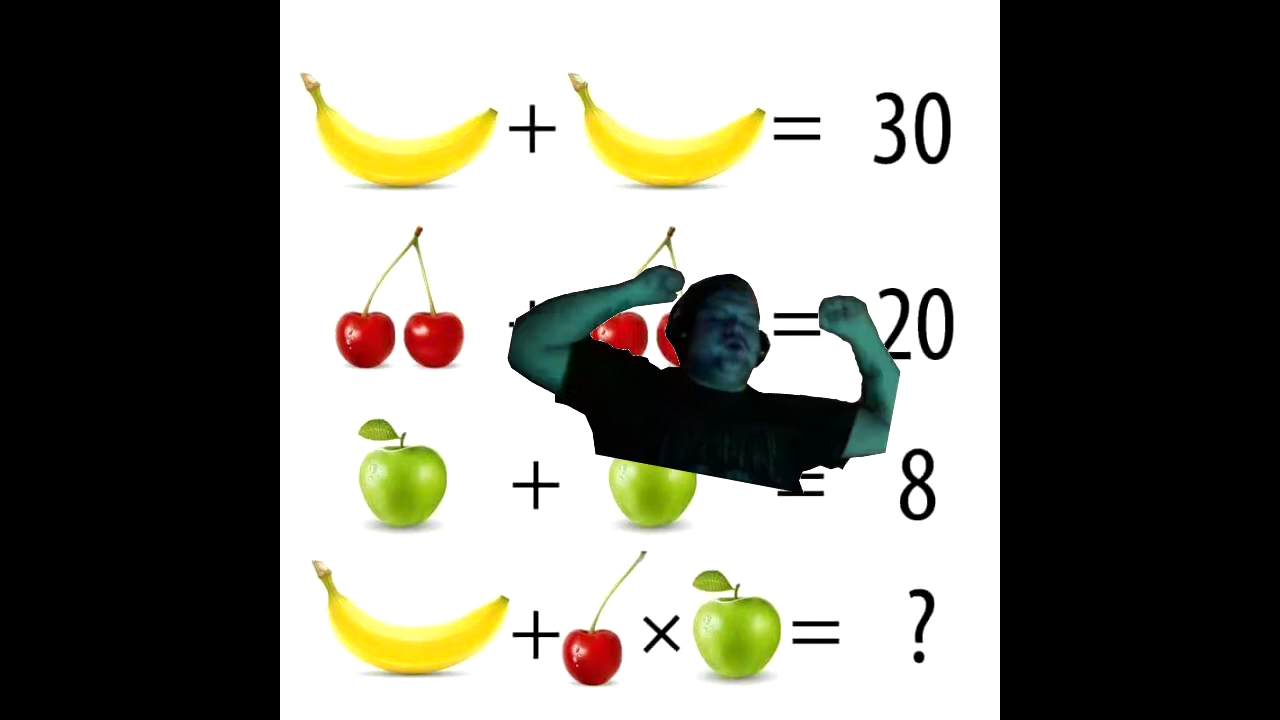 + = 30
+ = 20
+ = 8
+ × = ?